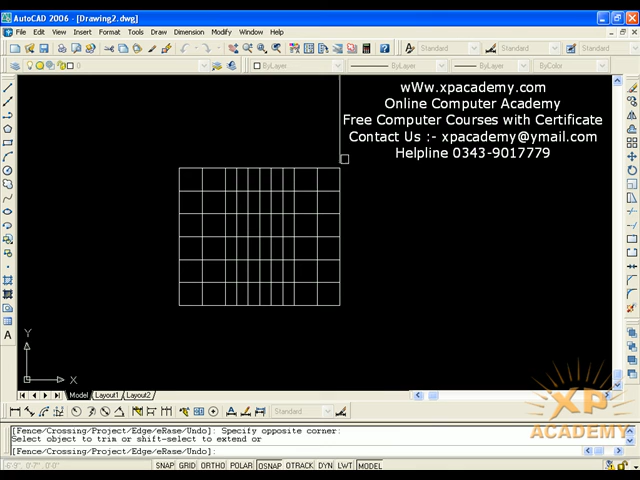 AutoCAD 2006 - [Drawing2.dwg]
File Edit View Insert Format Tools Draw Dimension Modify Window Help
Standard Standard Standard
0 ByLayer ByLayer ByLayer ByColor
wWw.xpacademy.com
Online Computer Academy
Free Computer Courses with Certificate
Contact Us :- xpacademy@ymail.com
Helpline 0343-9017779
Y
X
Model Layout1 Layout2
Standard
XP
ACADEMY
[Fence/Crossing/Project/Edge/eRase/Undo]: Specify opposite corner:
Select object to trim or shift-select to extend or
[Fence/Crossing/Project/Edge/eRase/Undo]:
SNAP GRID ORTHO POLAR OSNAP OTRACK DYN LWT MODEL